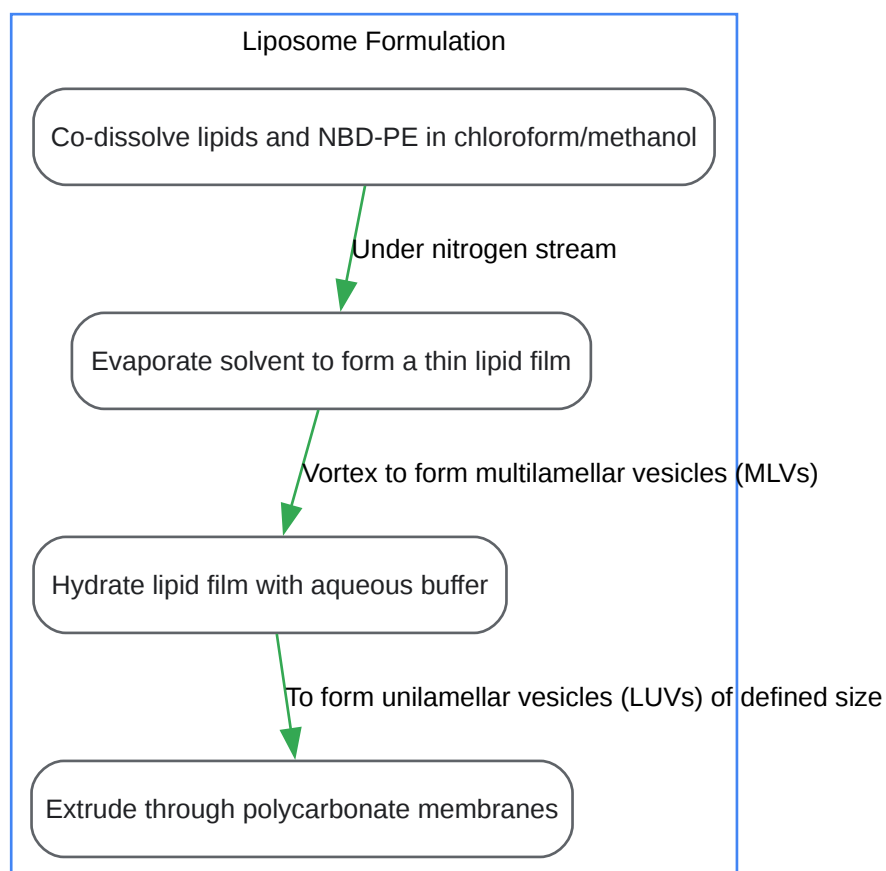 Liposome Formulation
Co-dissolve lipids and NBD-PE in chloroform/methanol
Under nitrogen stream
Evaporate solvent to form a thin lipid film
Vortex to form multilamellar vesicles (MLVs)
Hydrate lipid film with aqueous buffer
To form unilamellar vesicles (LUVs) of defined size
Extrude through polycarbonate membranes